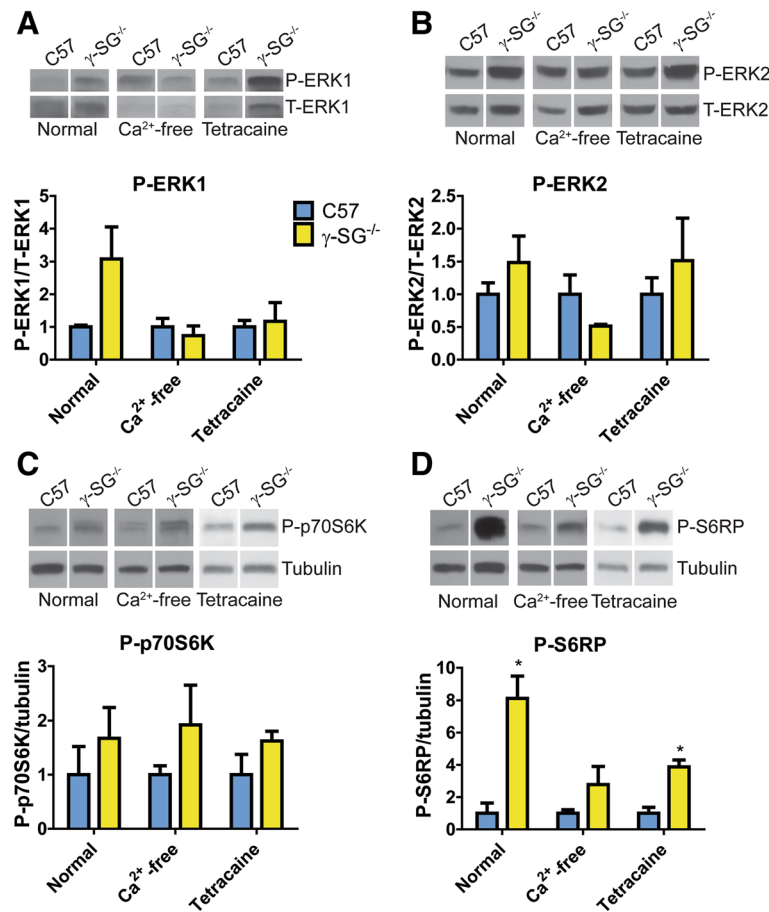 A
C57 γ-SG-/- C57 γ-SG-/- C57 γ-SG-/-
P-ERK1
T-ERK1
Normal Ca2+-free Tetracaine
P-ERK1
C57
γ-SG-/-
P-ERK1/T-ERK1
5
4
3
2
1
0
Normal Ca2+-free Tetracaine
B
C57 γ-SG-/- C57 γ-SG-/- C57 γ-SG-/-
P-ERK2
T-ERK2
Normal Ca2+-free Tetracaine
P-ERK2
P-ERK2/T-ERK2
2.5
2.0
1.5
1.0
0.5
0.0
Normal Ca2+-free Tetracaine
C
C57 γ-SG-/- C57 γ-SG-/- C57 γ-SG-/-
P-p70S6K
Tubulin
Normal Ca2+-free Tetracaine
P-p70S6K
P-p70S6K/tubulin
3
2
1
0
Normal Ca2+-free Tetracaine
D
C57 γ-SG-/- C57 γ-SG-/- C57 γ-SG-/-
P-S6RP
Tubulin
Normal Ca2+-free Tetracaine
P-S6RP
P-S6RP/tubulin
10
8
6
4
2
0
* *
Normal Ca2+-free Tetracaine